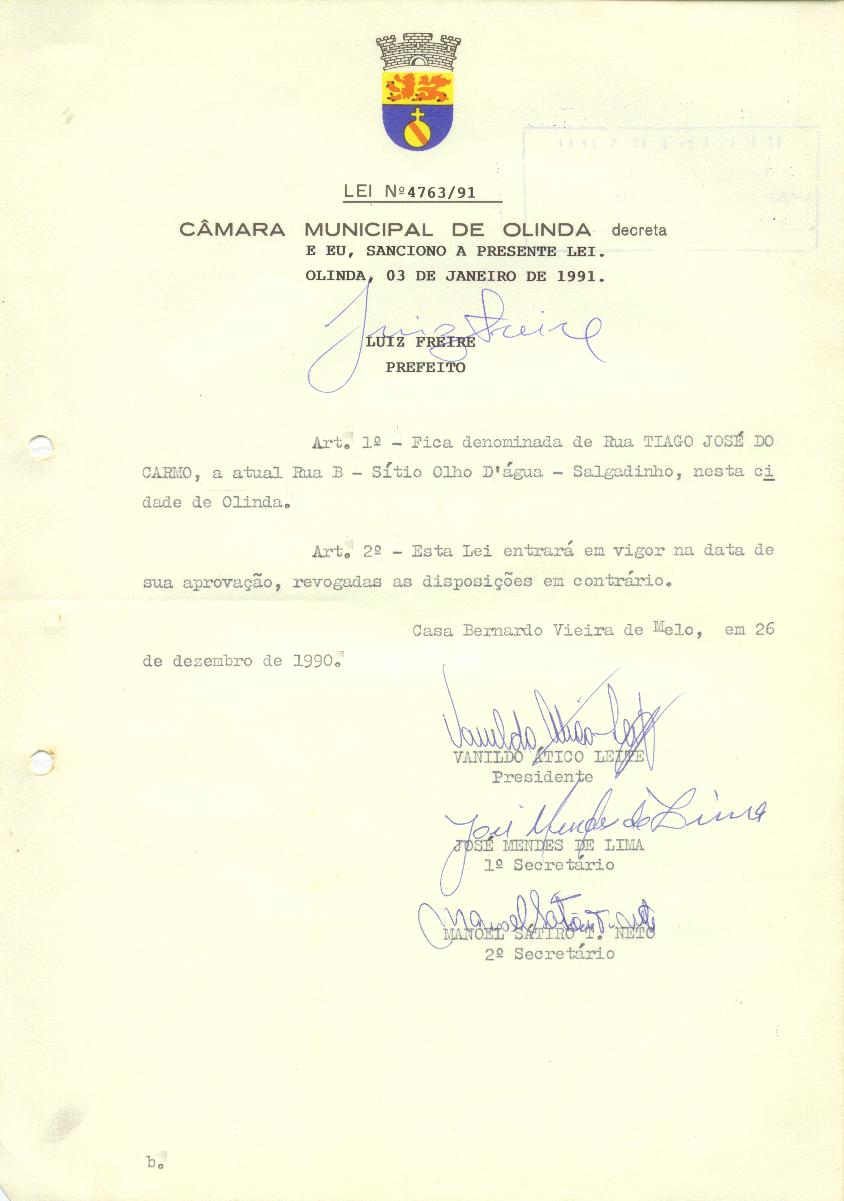 LEI Nº4763/91
CÂMARA MUNICIPAL DE OLINDA decreta
E EU, SANCIONO A PRESENTE LEI.
OLINDA, 03 DE JANEIRO DE 1991.
Luiz Freire
LUIZ FREIRE
PREFEITO
Art. 1º - Fica denominada de Rua TIAGO JOSÉ DO
CARMO, a atual Rua B - Sítio Olho D'água - Salgadinho, nesta ci
dade de Olinda.
Art. 2º - Esta Lei entrará em vigor na data de
sua aprovação, revogadas as disposições em contrário.
Casa Bernardo Vieira de Melo, em 26
de dezembro de 1990.
Vanildo Ático Leite
VANILDO ÁTICO LEITE
Presidente
José Mendes de Lima
JOSÉ MENDES DE LIMA
1º Secretário
Manoel Sátiro T. Neto
MANOEL SÁTIRO T. NETO
2º Secretário
b.